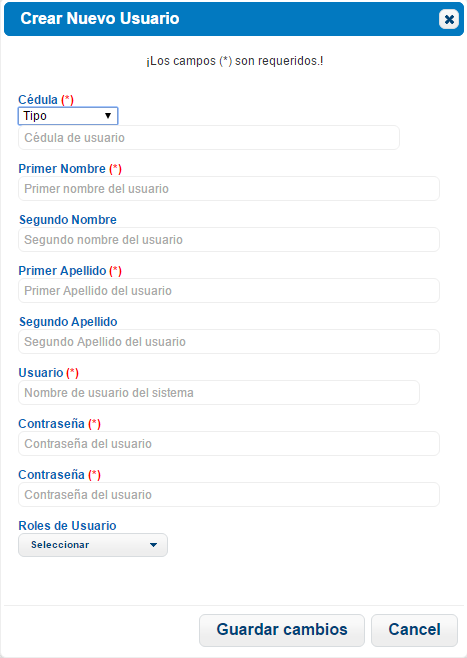 Crear Nuevo Usuario
¡Los campos (*) son requeridos.!
Cédula (*)
Tipo
Cédula de usuario
Primer Nombre (*)
Primer nombre del usuario
Segundo Nombre
Segundo nombre del usuario
Primer Apellido (*)
Primer Apellido del usuario
Segundo Apellido
Segundo Apellido del usuario
Usuario (*)
Nombre de usuario del sistema
Contraseña (*)
Contraseña del usuario
Contraseña (*)
Contraseña del usuario
Roles de Usuario
Seleccionar
Guardar cambios Cancel